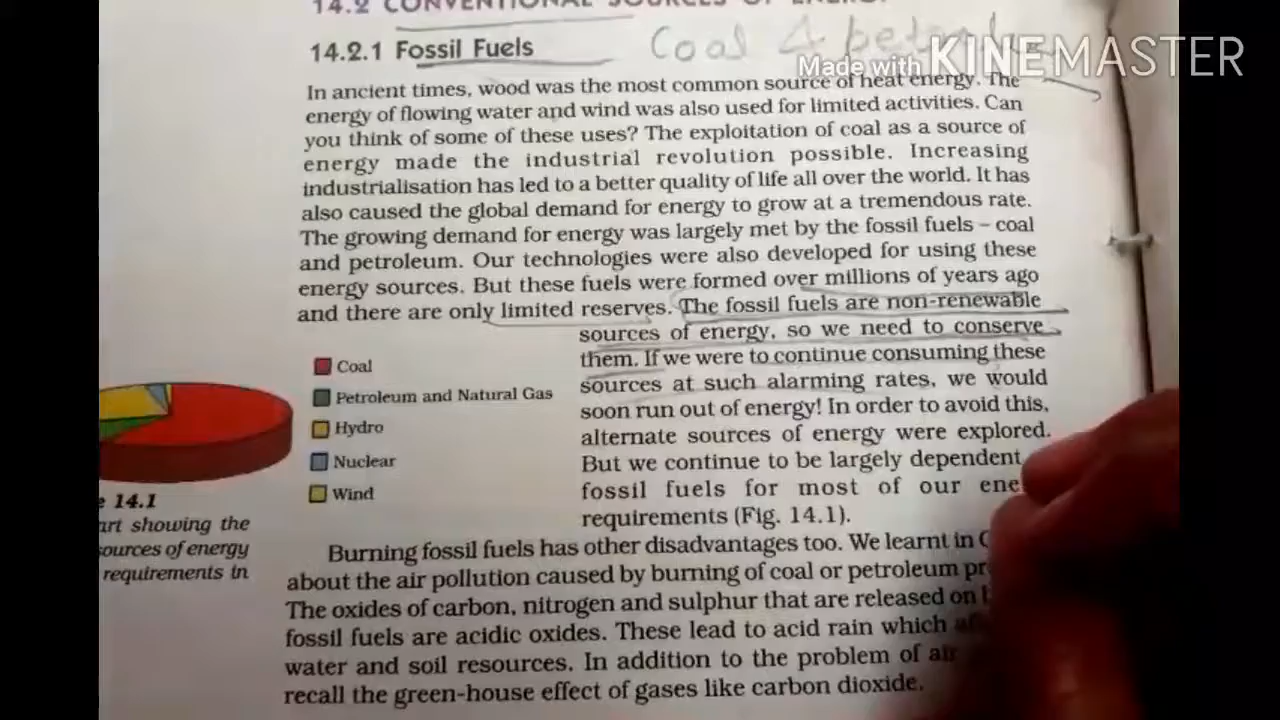 14.2 CONVENTIONAL SOURCES OF ENERGY
14.2.1 Fossil Fuels
Coal
Made with KINEMASTER
In ancient times, wood was the most common source of heat energy. The
energy of flowing water and wind was also used for limited activities. Can
you think of some of these uses? The exploitation of coal as a source of
energy made the industrial revolution possible. Increasing
industrialisation has led to a better quality of life all over the world. It has
also caused the global demand for energy to grow at a tremendous rate.
The growing demand for energy was largely met by the fossil fuels – coal
and petroleum. Our technologies were also developed for using these
energy sources. But these fuels were formed over millions of years ago
and there are only limited reserves. The fossil fuels are non-renewable
sources of energy, so we need to conserve
them. If we were to continue consuming these
sources at such alarming rates, we would
soon run out of energy! In order to avoid this,
alternate sources of energy were explored.
But we continue to be largely dependent
fossil fuels for most of our ene
requirements (Fig. 14.1).
Coal
Petroleum and Natural Gas
Hydro
Nuclear
Wind
e 14.1
art showing the
ources of energy
requirements in
Burning fossil fuels has other disadvantages too. We learnt in
about the air pollution caused by burning of coal or petroleum pr
The oxides of carbon, nitrogen and sulphur that are released on
fossil fuels are acidic oxides. These lead to acid rain which
water and soil resources. In addition to the problem of air
recall the green-house effect of gases like carbon dioxide.